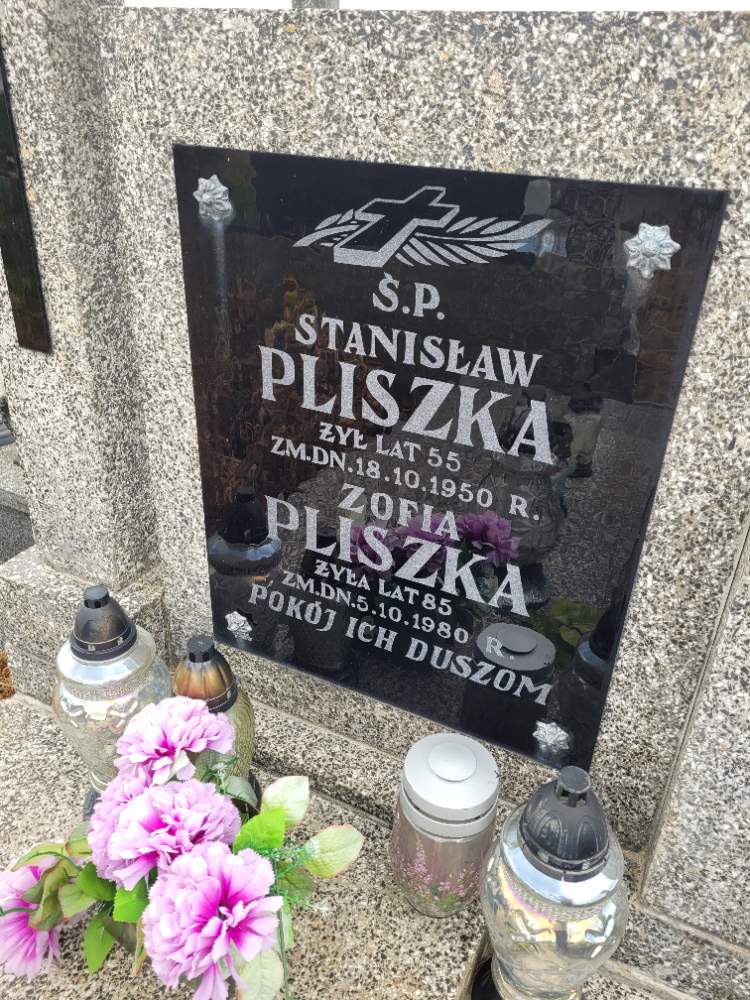 Ś.P.
STANISŁAW
PLISZKA
ŻYŁ LAT 55
ZM.DN.18.10.1950 R.
ZOFIA
PLISZKA
ŻYŁA LAT 85
ZM.DN.5.10.1980 R.
POKÓJ ICH DUSZOM